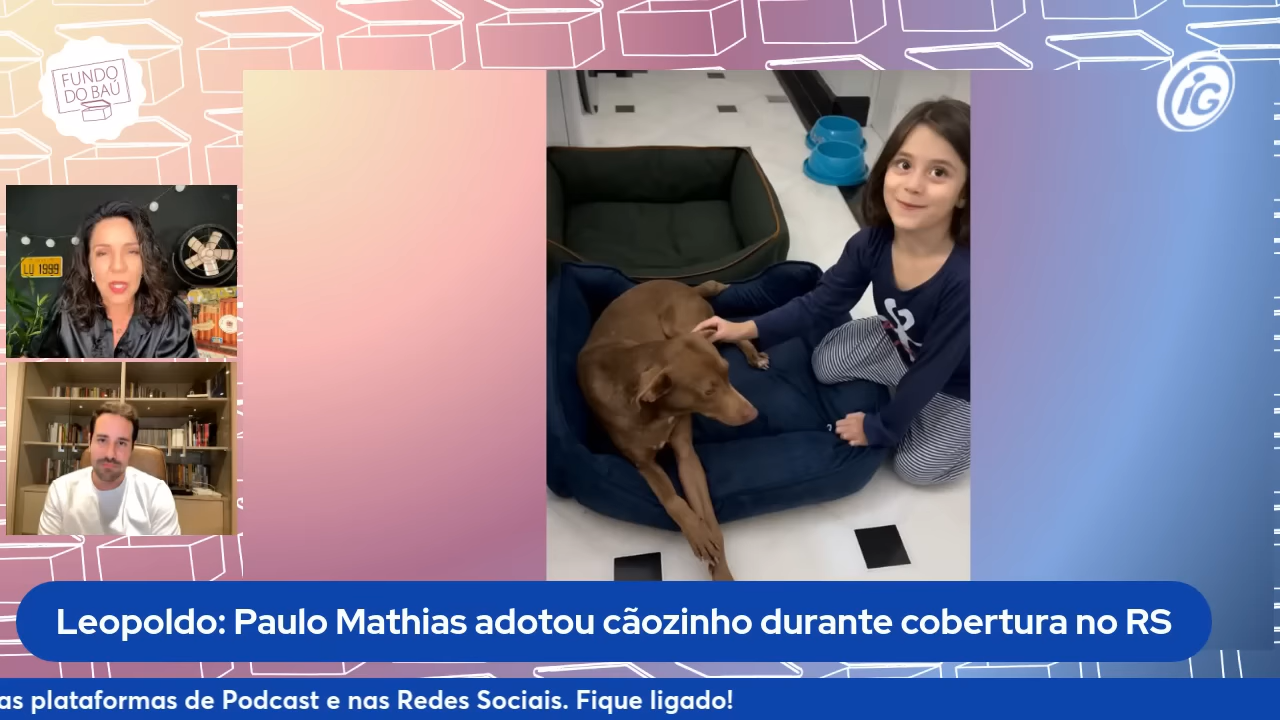 FUNDO
DO BAÚ
iG
LU 1999
Leopoldo: Paulo Mathias adotou cãozinho durante cobertura no RS
as plataformas de Podcast e nas Redes Sociais. Fique ligado!